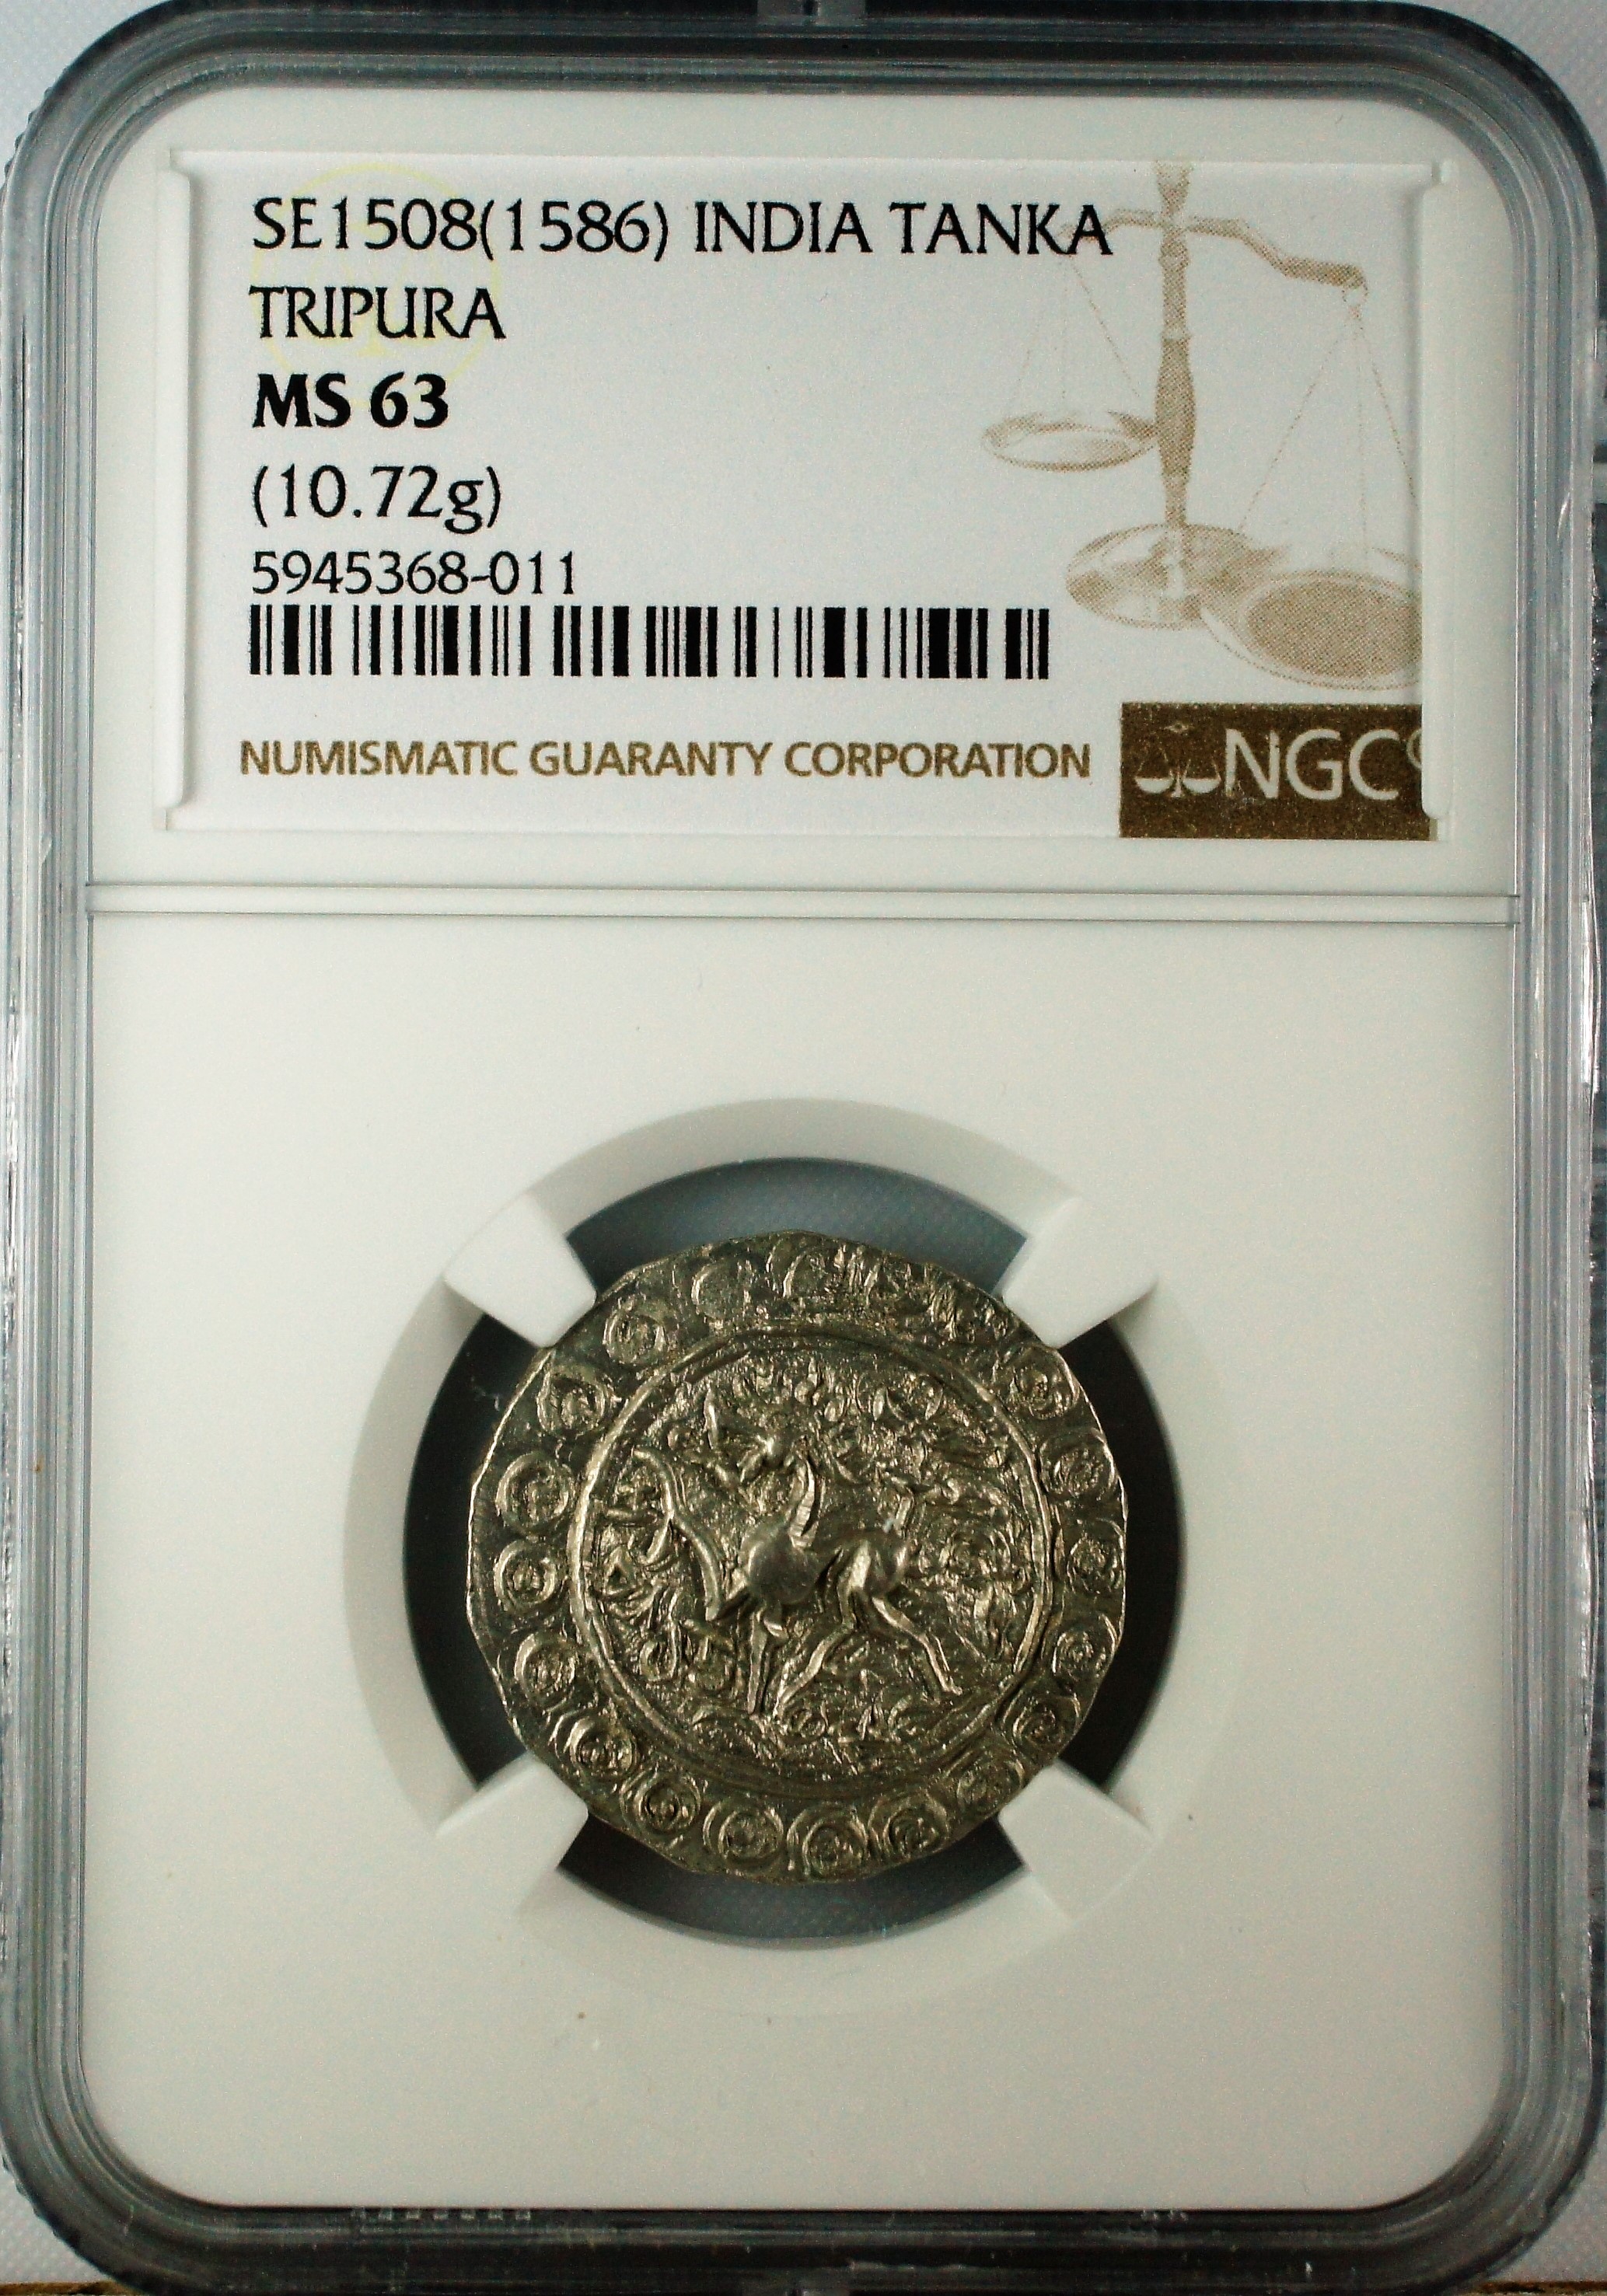 SE1508(1586) INDIA TANKA
TRIPURA
MS 63
(10.72g)
5945368-011
NUMISMATIC GUARANTY CORPORATION
NGC